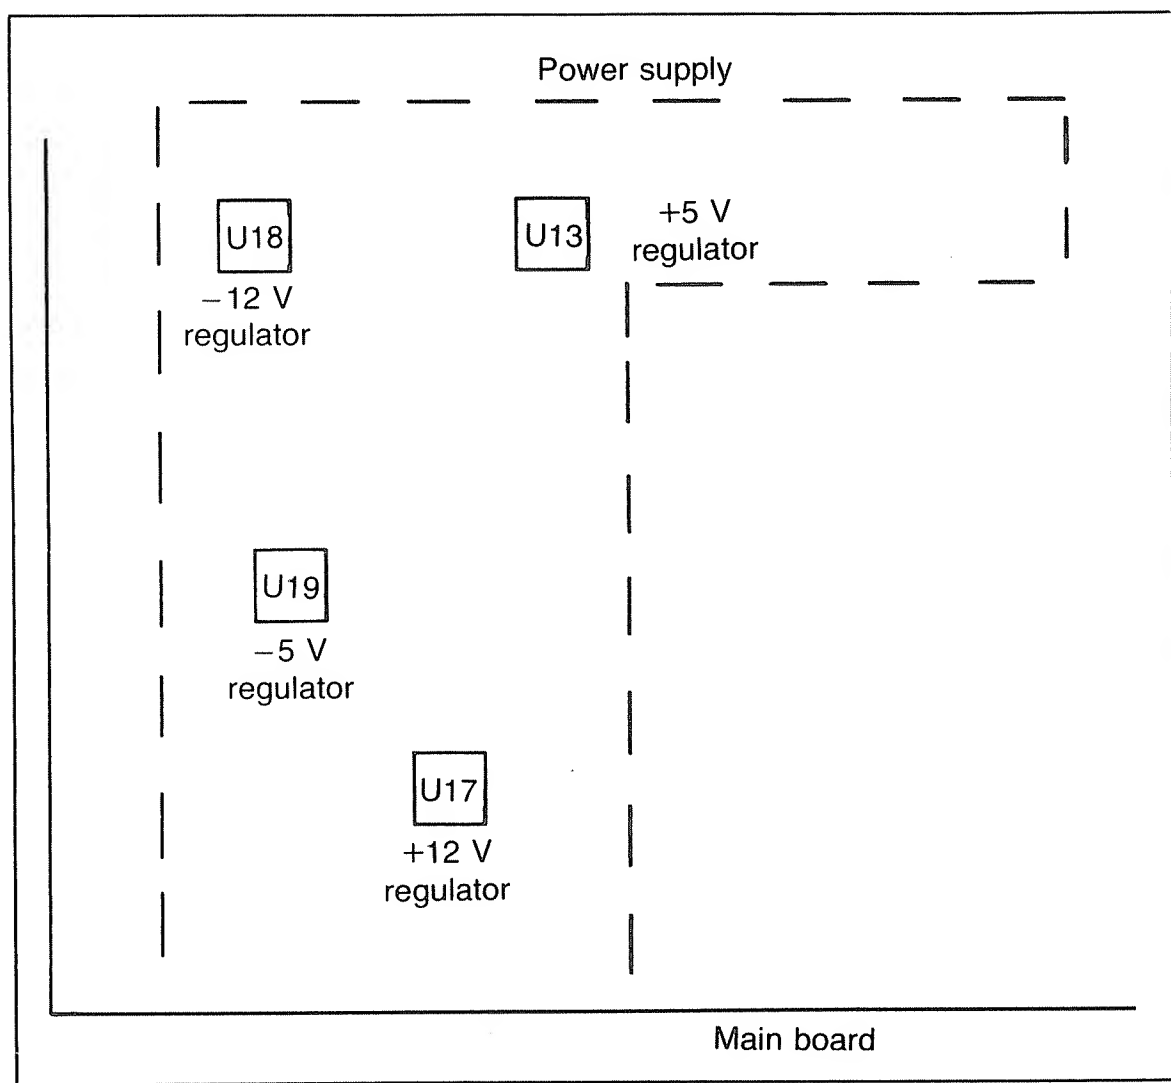 Power supply
U18
−12 V
regulator
U13
+5 V
regulator
U19
−5 V
regulator
U17
+12 V
regulator
Main board